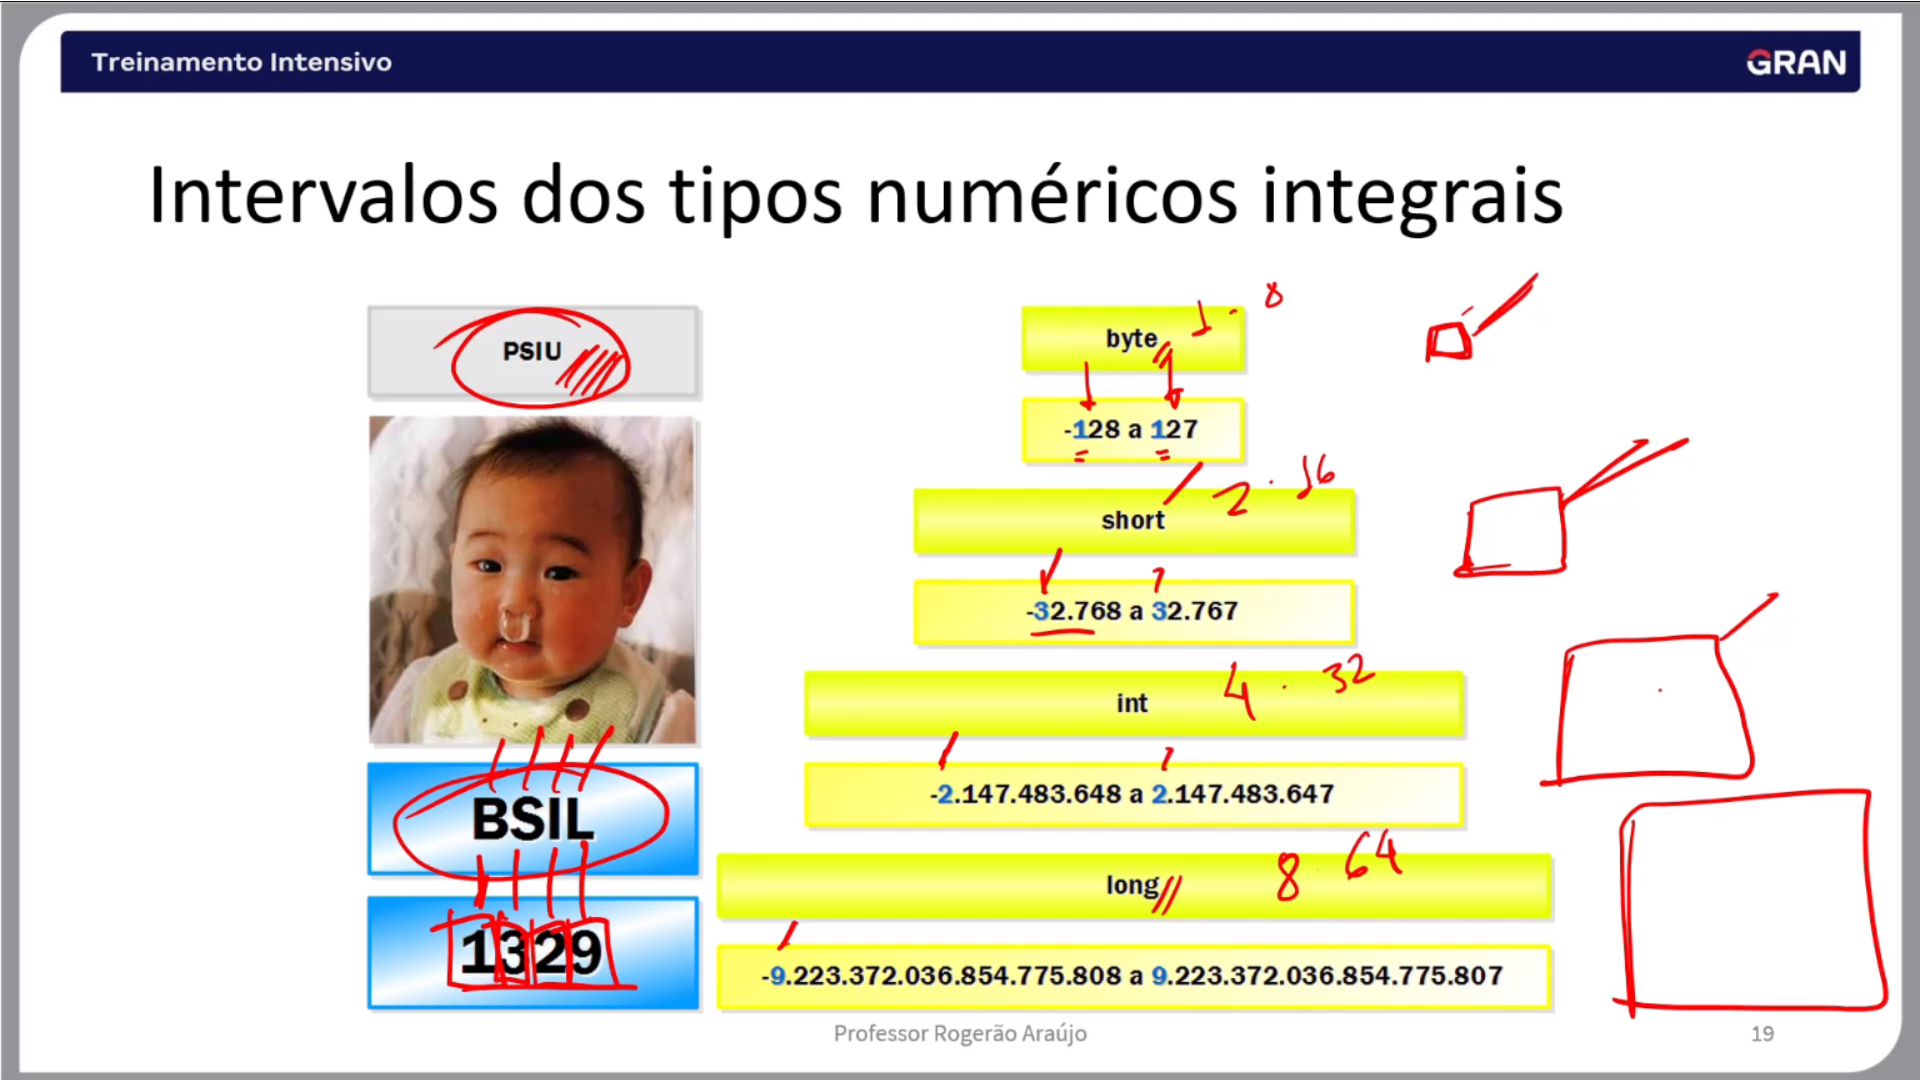 Treinamento Intensivo
GRAN
Intervalos dos tipos numéricos integrais
PSIU
BSIL
1329
byte 1 - 8
-128 a 127
short 2 · 16
-32.768 a 32.767
int 4 · 32
-2.147.483.648 a 2.147.483.647
long 8 · 64
-9.223.372.036.854.775.808 a 9.223.372.036.854.775.807
Professor Rogerão Araújo
19